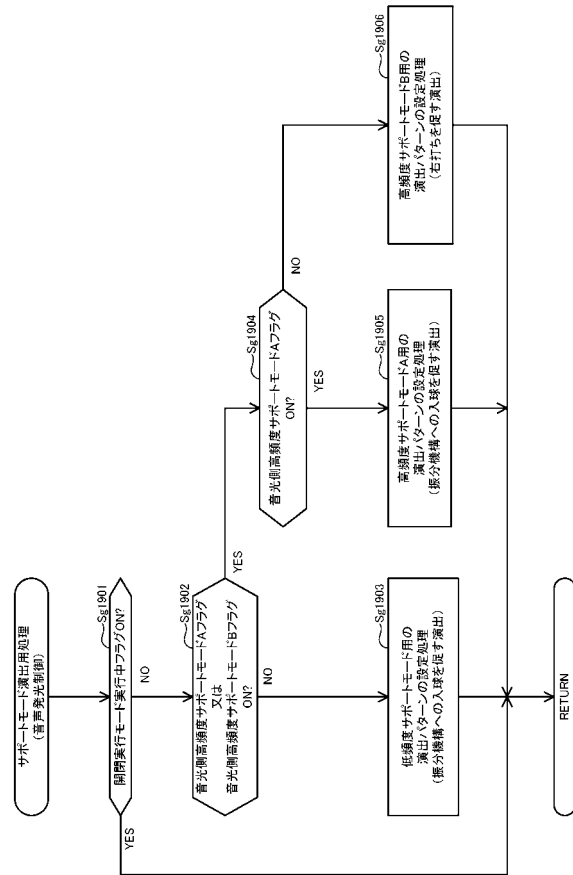 サポートモード演出用処理
(音声発光制御)
Sg1901
開閉実行モード実行中フラグON?
YES
NO
Sg1902
音光側高頻度サポートモードAフラグ
又は
音光側高頻度サポートモードBフラグ
ON?
YES
NO
Sg1903
低頻度サポートモード用の
演出パターンの設定処理
(振分機構への入球を促す演出)
Sg1904
音光側高頻度サポートモードAフラグ
ON?
NO
YES
Sg1905
高頻度サポートモードA用の
演出パターンの設定処理
(振分機構への入球を促す演出)
Sg1906
高頻度サポートモードB用の
演出パターンの設定処理
(右打ちを促す演出)
RETURN